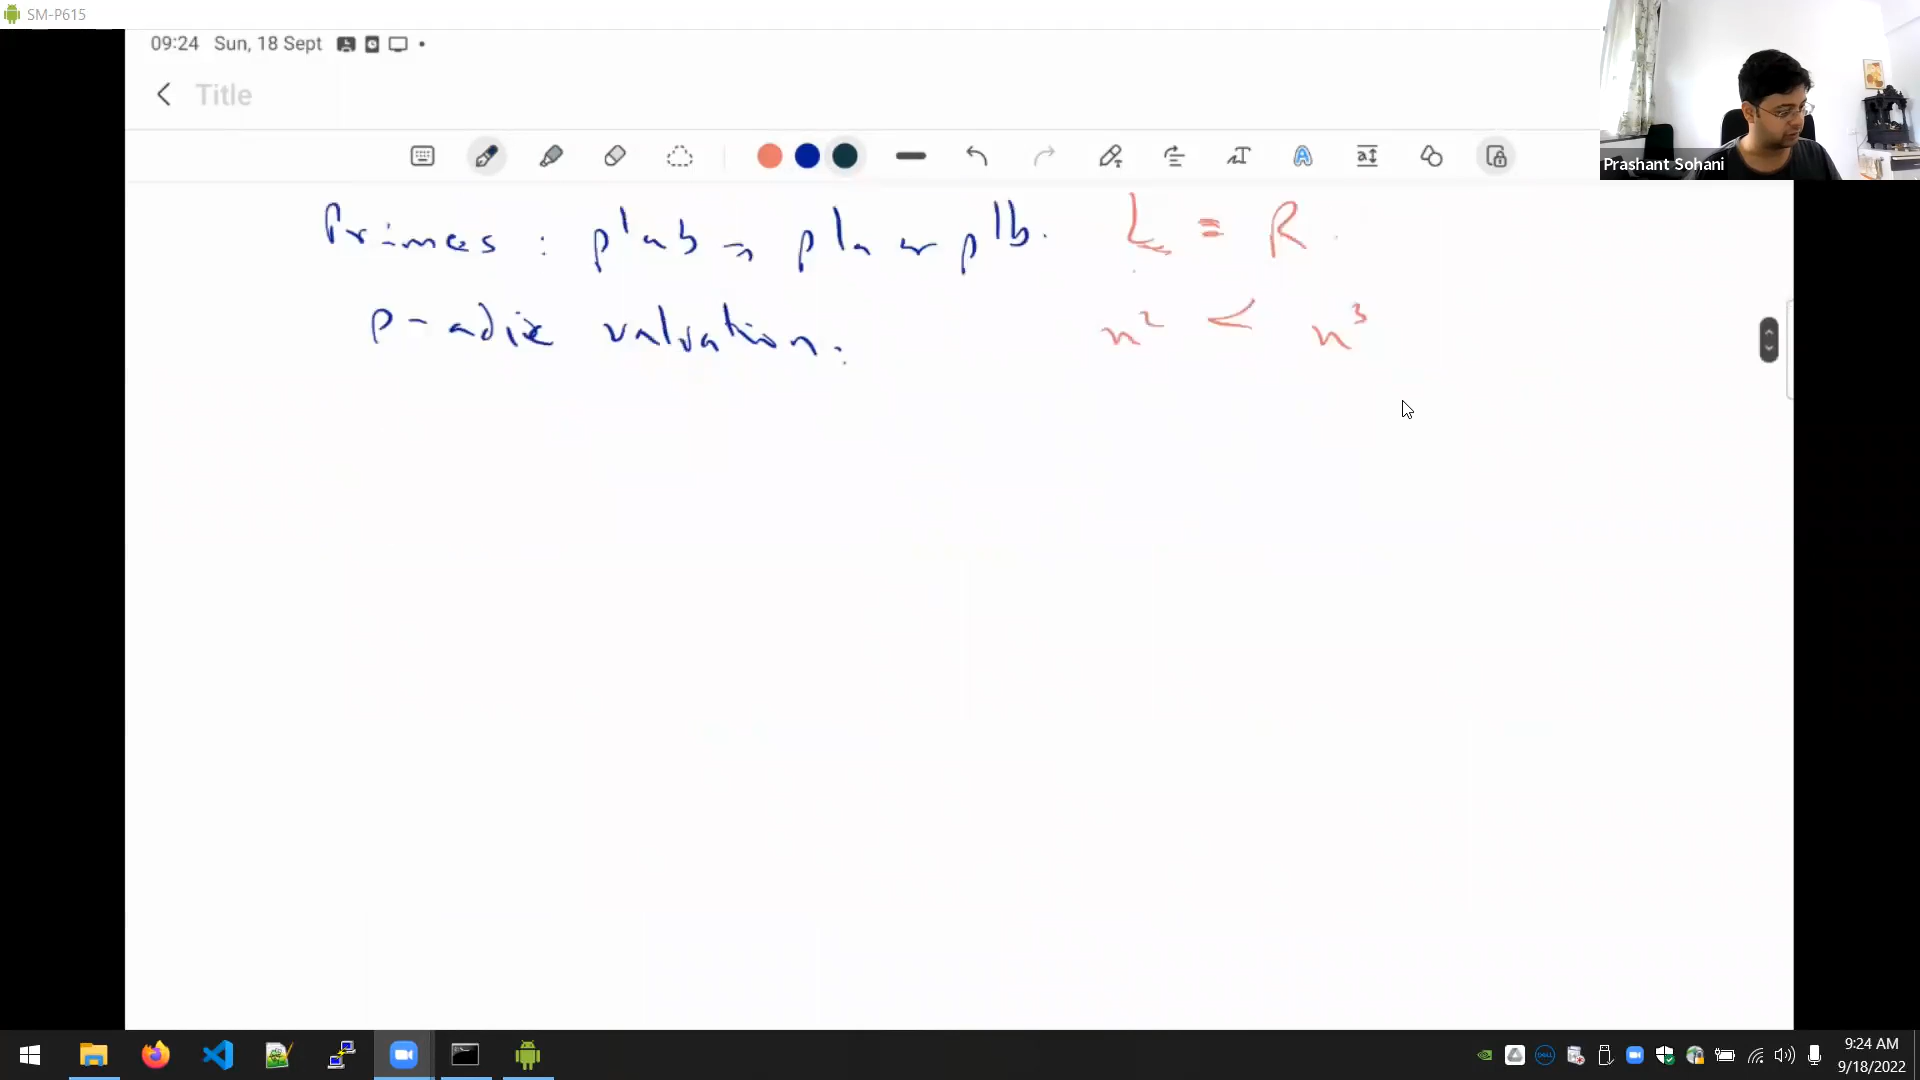 SM-P615
09:24 Sun, 18 Sept
Title
Prashant Sohani
Primes : p|ab → p|a or p|b. L ≡ R.
p-adic valuation. n² < n³
9:24 AM
9/18/2022